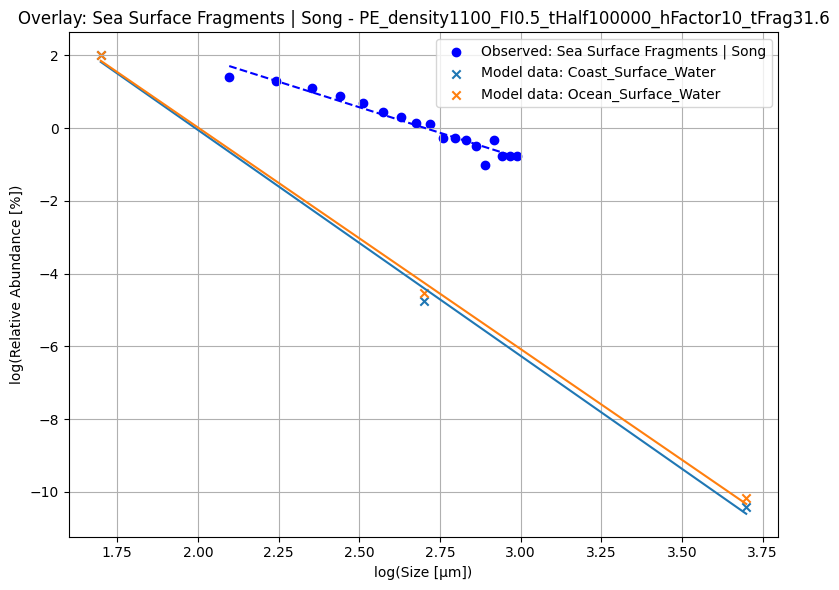 Overlay: Sea Surface Fragments | Song - PE_density1100_FI0.5_tHalf100000_hFactor10_tFrag31.6
Observed: Sea Surface Fragments | Song
Model data: Coast_Surface_Water
Model data: Ocean_Surface_Water
log(Relative Abundance [%])
2
0
−2
−4
−6
−8
−10
1.75
2.00
2.25
2.50
2.75
3.00
3.25
3.50
3.75
log(Size [μm])